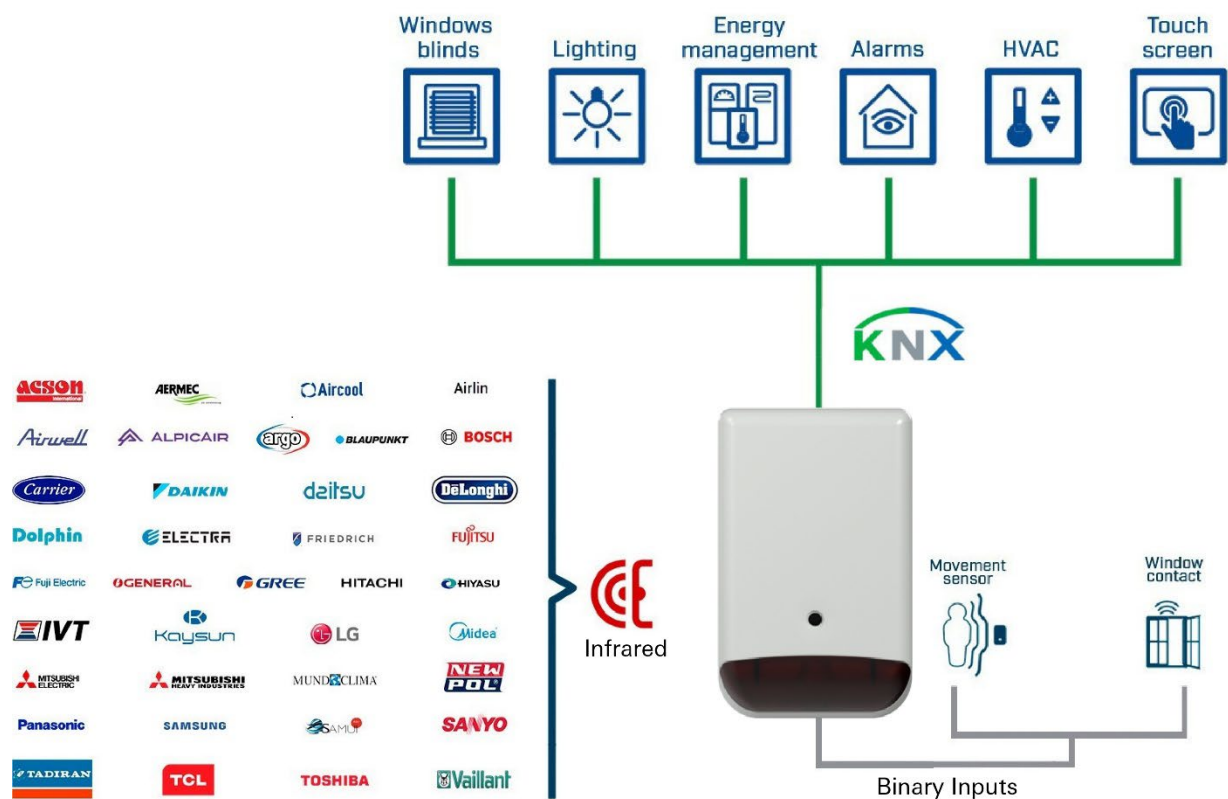 Windows
blinds
Lighting
Energy
management
Alarms
HVAC
Touch
screen
KNX
ACSON
International
AERMEC
Aircool
Airlin
Airwell
ALPICAIR
argo
BLAUPUNKT
BOSCH
Carrier
DAIKIN
daitsu
DeLonghi
Dolphin
ELECTRA
FRIEDRICH
FUJITSU
Fe Fuji Electric
GENERAL
GREE
HITACHI
HIYASU
IVT
Kaysun
LG
Midea
MITSUBISHI
ELECTRIC
MITSUBISHI
HEAVY INDUSTRIES
MUNDOCLIMA
NEW
POL
Panasonic
SAMSUNG
SAMUI
SANYO
TADIRAN
TCL
TOSHIBA
Vaillant
Infrared
Movement
sensor
Window
contact
Binary Inputs